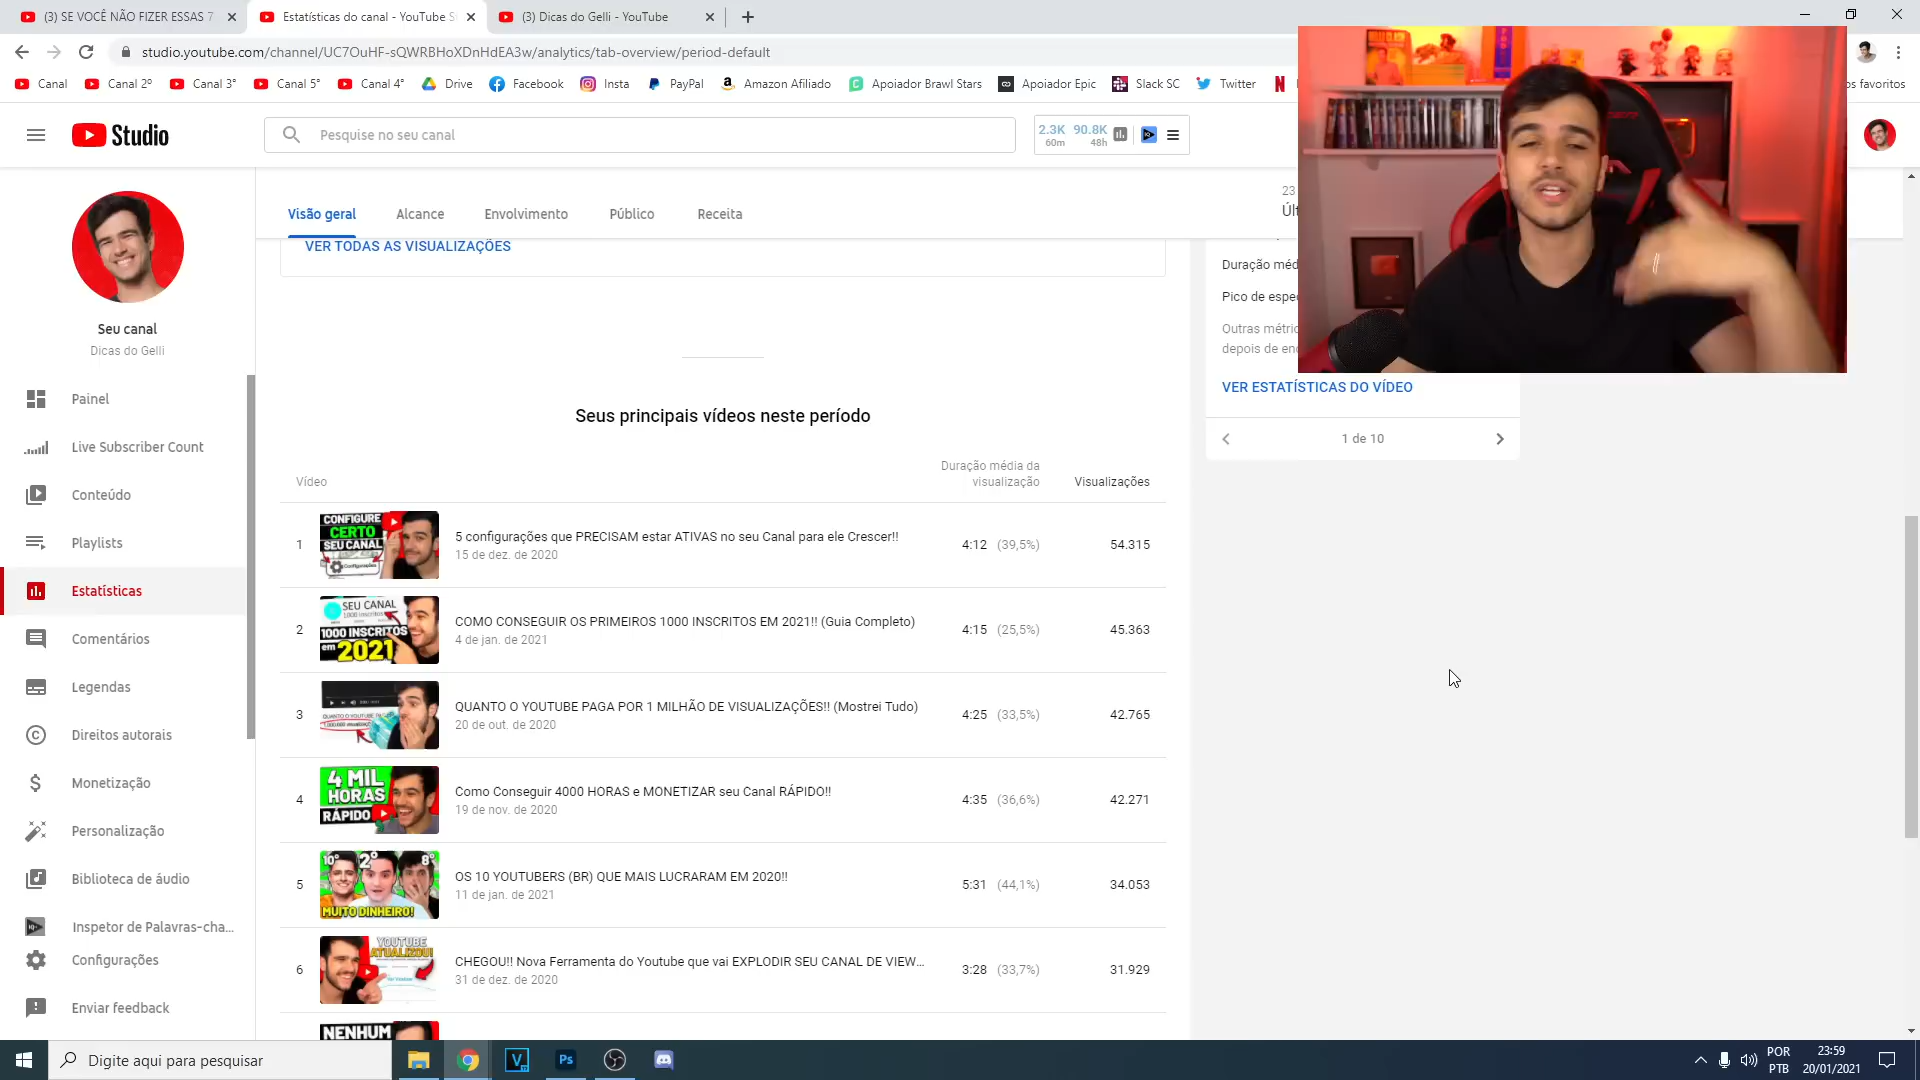 (3) SE VOCÊ NÃO FIZER ESSAS 7
Estatísticas do canal - YouTube S
(3) Dicas do Gelli - YouTube
studio.youtube.com/channel/UC7OuHF-sQWRBHoXDnHdEA3w/analytics/tab-overview/period-default
Canal
Canal 2º
Canal 3°
Canal 5°
Canal 4°
Drive
Facebook
Insta
PayPal
Amazon Afiliado
Apoiador Brawl Stars
Apoiador Epic
Slack SC
Twitter
os favoritos
Studio
Pesquise no seu canal
2.3K 90.8K
60m 48h
Seu canal
Dicas do Gelli
Painel
Live Subscriber Count
Conteúdo
Playlists
Estatísticas
Comentários
Legendas
Direitos autorais
Monetização
Personalização
Biblioteca de áudio
Inspetor de Palavras-cha...
Configurações
Enviar feedback
Visão geral
Alcance
Envolvimento
Público
Receita
23
Últ
VER TODAS AS VISUALIZAÇÕES
Seus principais vídeos neste período
Vídeo
Duração média da
visualização
Visualizações
1
CONFIGURE
CERTO
SEU CANAL
Configurações
5 configurações que PRECISAM estar ATIVAS no seu Canal para ele Crescer!!
15 de dez. de 2020
4:12 (39,5%)
54.315
2
SEU CANAL
1000 inscritos
1000 INSCRITOS
em 2021
COMO CONSEGUIR OS PRIMEIROS 1000 INSCRITOS EM 2021!! (Guia Completo)
4 de jan. de 2021
4:15 (25,5%)
45.363
3
QUANTO O YOUTUBE PAGA POR 1 MILHÃO DE VISUALIZAÇÕES!! (Mostrei Tudo)
20 de out. de 2020
4:25 (33,5%)
42.765
4
4 MIL
HORAS
RÁPIDO
Como Conseguir 4000 HORAS e MONETIZAR seu Canal RÁPIDO!!
19 de nov. de 2020
4:35 (36,6%)
42.271
5
10° 2° 8°
MUITO DINHEIRO!
OS 10 YOUTUBERS (BR) QUE MAIS LUCRARAM EM 2020!!
11 de jan. de 2021
5:31 (44,1%)
34.053
6
YOUTUBE
ATUALIZOU!
CHEGOU!! Nova Ferramenta do Youtube que vai EXPLODIR SEU CANAL DE VIEW...
31 de dez. de 2020
3:28 (33,7%)
31.929
NENHUM
Duração méd
Pico de espe
Outras métri
depois de en
VER ESTATÍSTICAS DO VÍDEO
1 de 10
Digite aqui para pesquisar
Ps
POR
PTB
23:59
20/01/2021